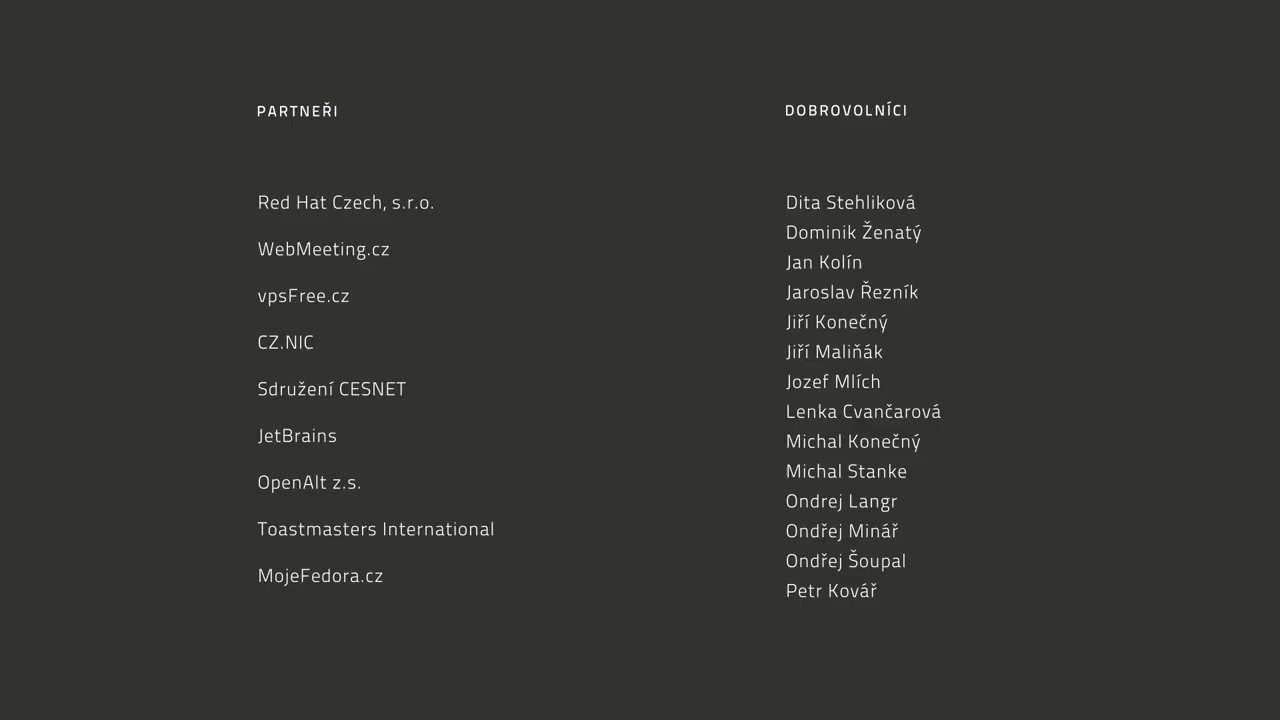 PARTNEŘI
Red Hat Czech, s.r.o.
WebMeeting.cz
vpsFree.cz
CZ.NIC
Sdružení CESNET
JetBrains
OpenAlt z.s.
Toastmasters International
MojeFedora.cz
DOBROVOLNÍCI
Dita Stehliková
Dominik Ženatý
Jan Kolín
Jaroslav Řezník
Jiří Konečný
Jiří Maliňák
Jozef Mlích
Lenka Cvančarová
Michal Konečný
Michal Stanke
Ondrej Langr
Ondřej Minář
Ondřej Šoupal
Petr Kovář